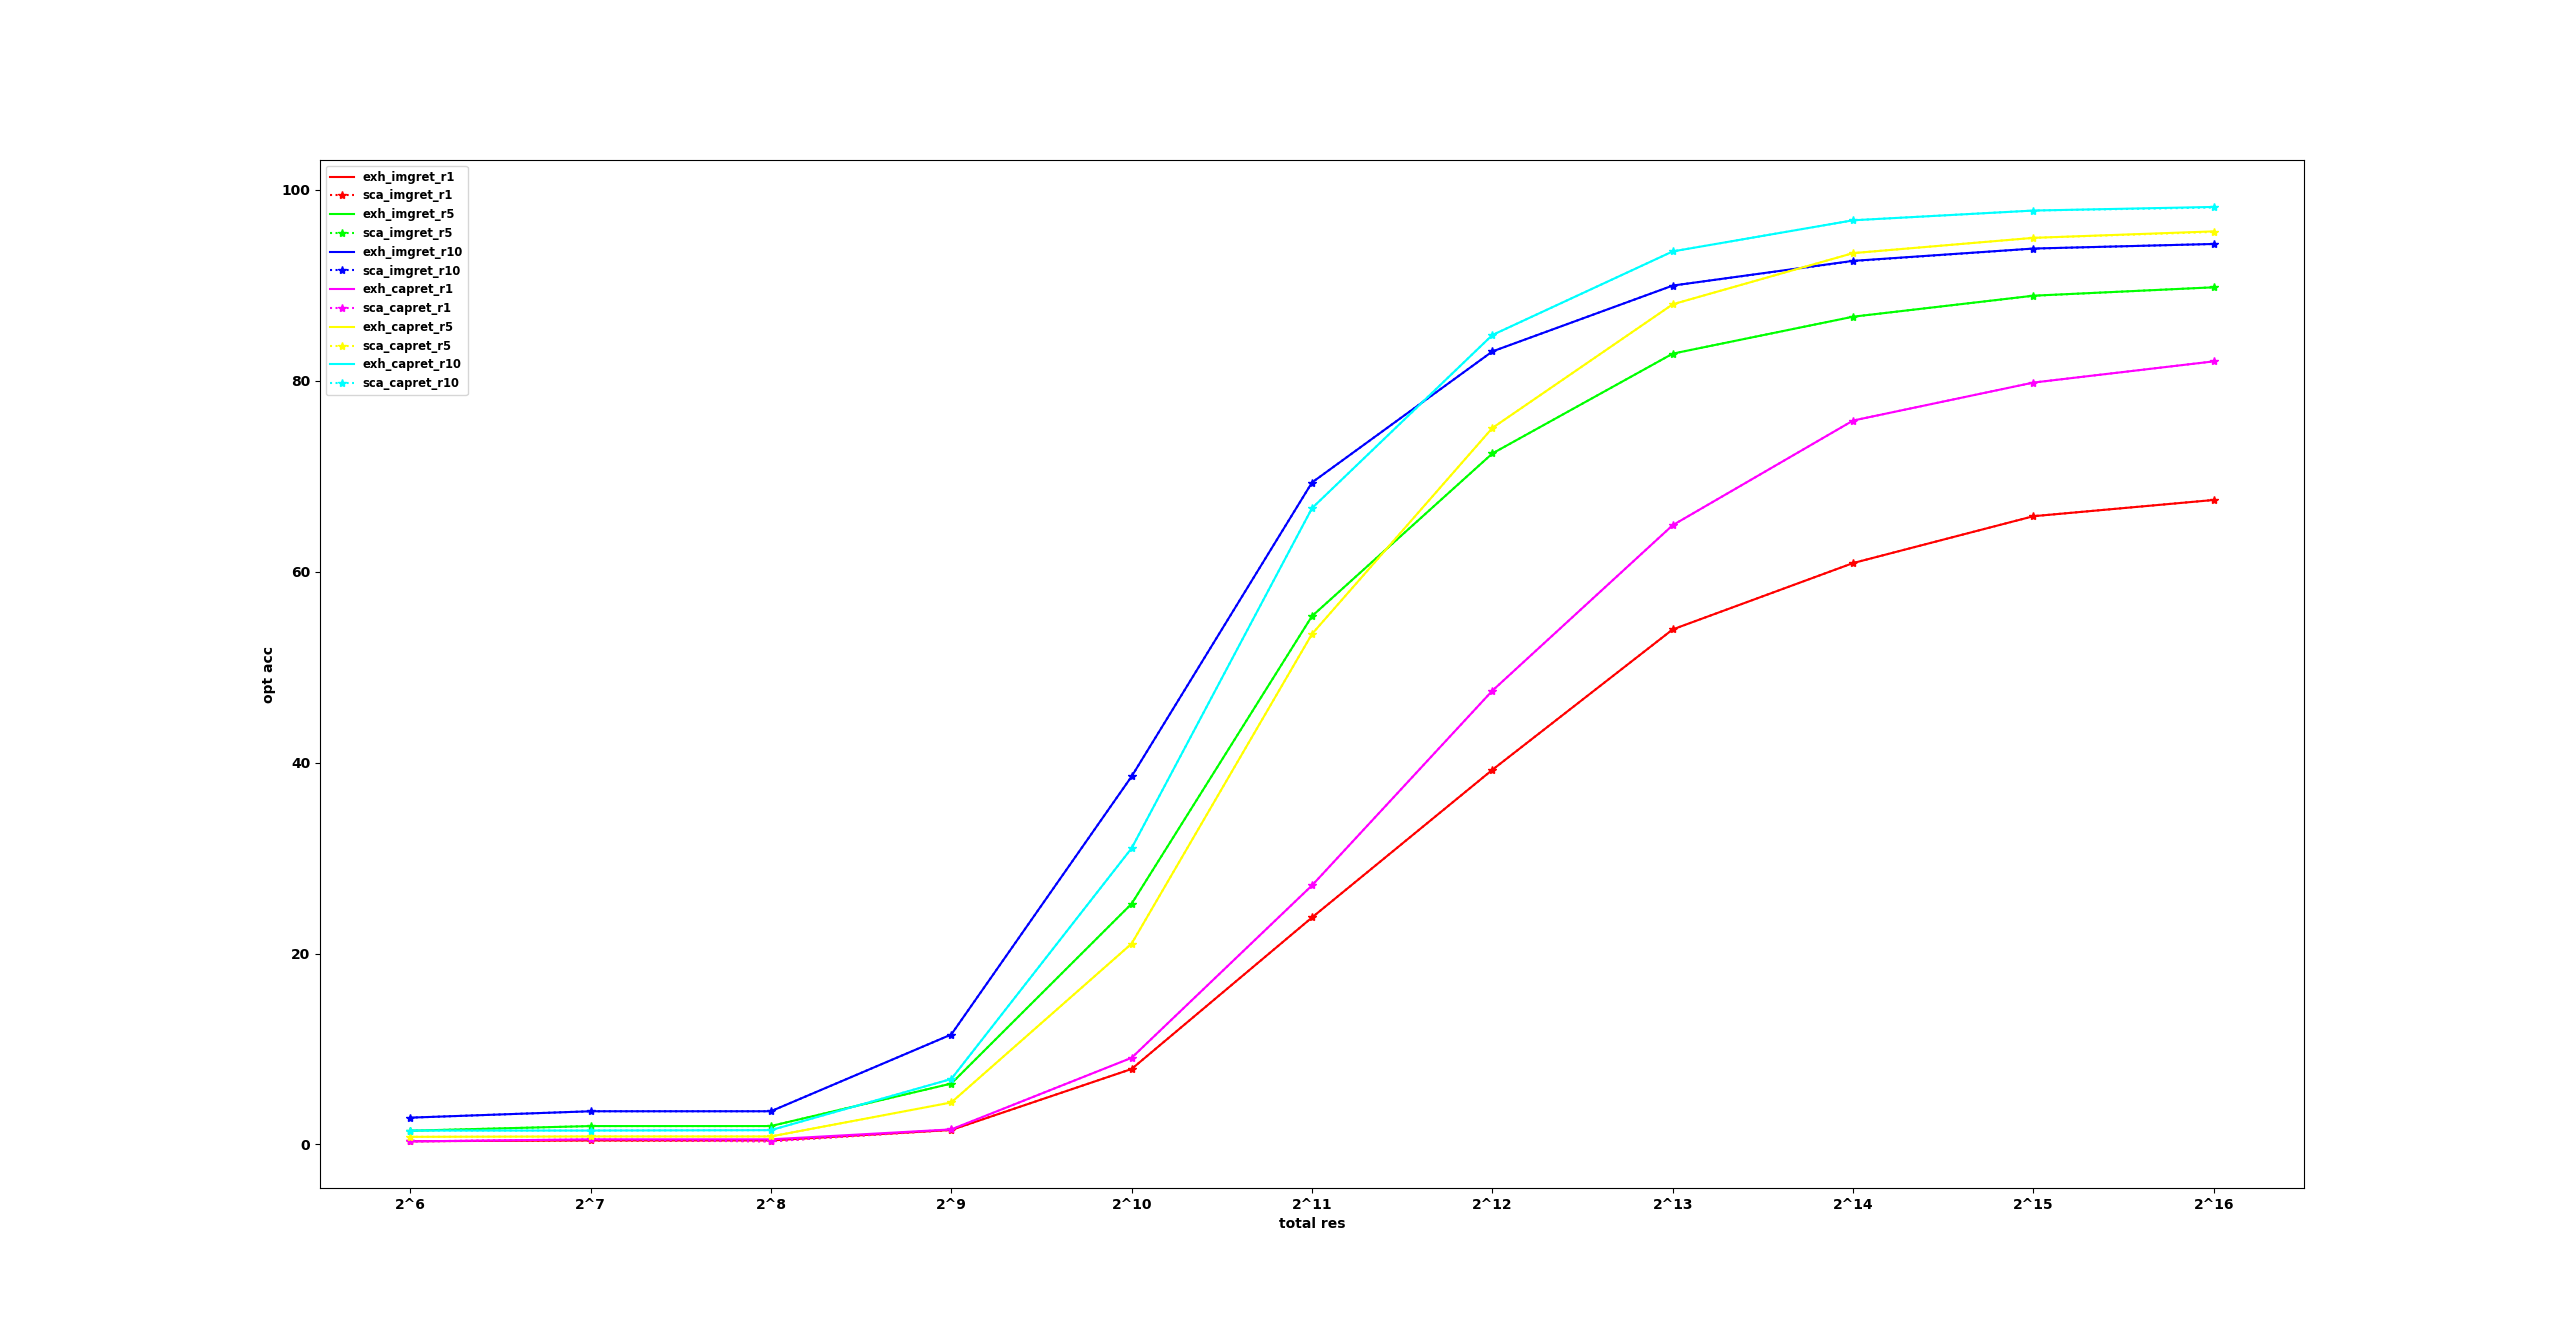 exh_imgret_r1
sca_imgret_r1
exh_imgret_r5
sca_imgret_r5
exh_imgret_r10
sca_imgret_r10
exh_capret_r1
sca_capret_r1
exh_capret_r5
sca_capret_r5
exh_capret_r10
sca_capret_r10
100
80
60
40
20
0
opt acc
2^6 2^7 2^8 2^9 2^10 2^11 2^12 2^13 2^14 2^15 2^16
total res